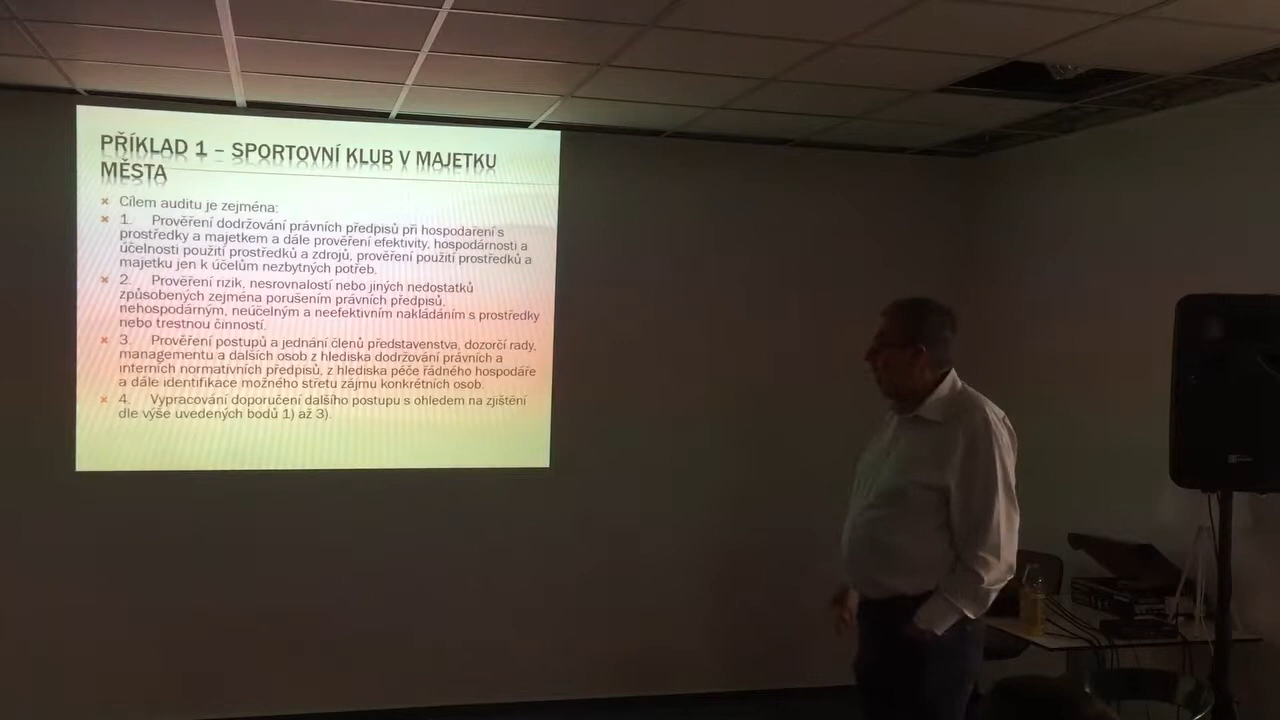 PŘÍKLAD 1 – SPORTOVNÍ KLUB V MAJETKU
MĚSTA
Cílem auditu je zejména:
1. Prověření dodržování právních předpisů při hospodaření s
prostředky a majetkem a dále prověření efektivity, hospodárnosti a
účelnosti použití prostředků a zdrojů, prověření použití prostředků a
majetku jen k účelům nezbytných potřeb.
2. Prověření rizik, nesrovnalostí nebo jiných nedostatků
způsobených zejména porušením právních předpisů,
nehospodárným, neúčelným a neefektivním nakládáním s prostředky
nebo trestnou činností.
3. Prověření postupů a jednání členů představenstva, dozorčí rady,
managementu a dalších osob z hlediska dodržování právních a
interních normativních předpisů, z hlediska péče řádného hospodáře
a dále identifikace možného střetu zájmu konkrétních osob.
4. Vypracování doporučení dalšího postupu s ohledem na zjištění
dle výše uvedených bodů 1) až 3).